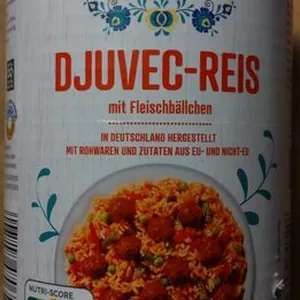 DJUVEC-REIS
mit Fleischbällchen
IN DEUTSCHLAND HERGESTELLT
MIT ROHWAREN UND ZUTATEN AUS EU- UND NICHT-EU
NUTRI-SCORE